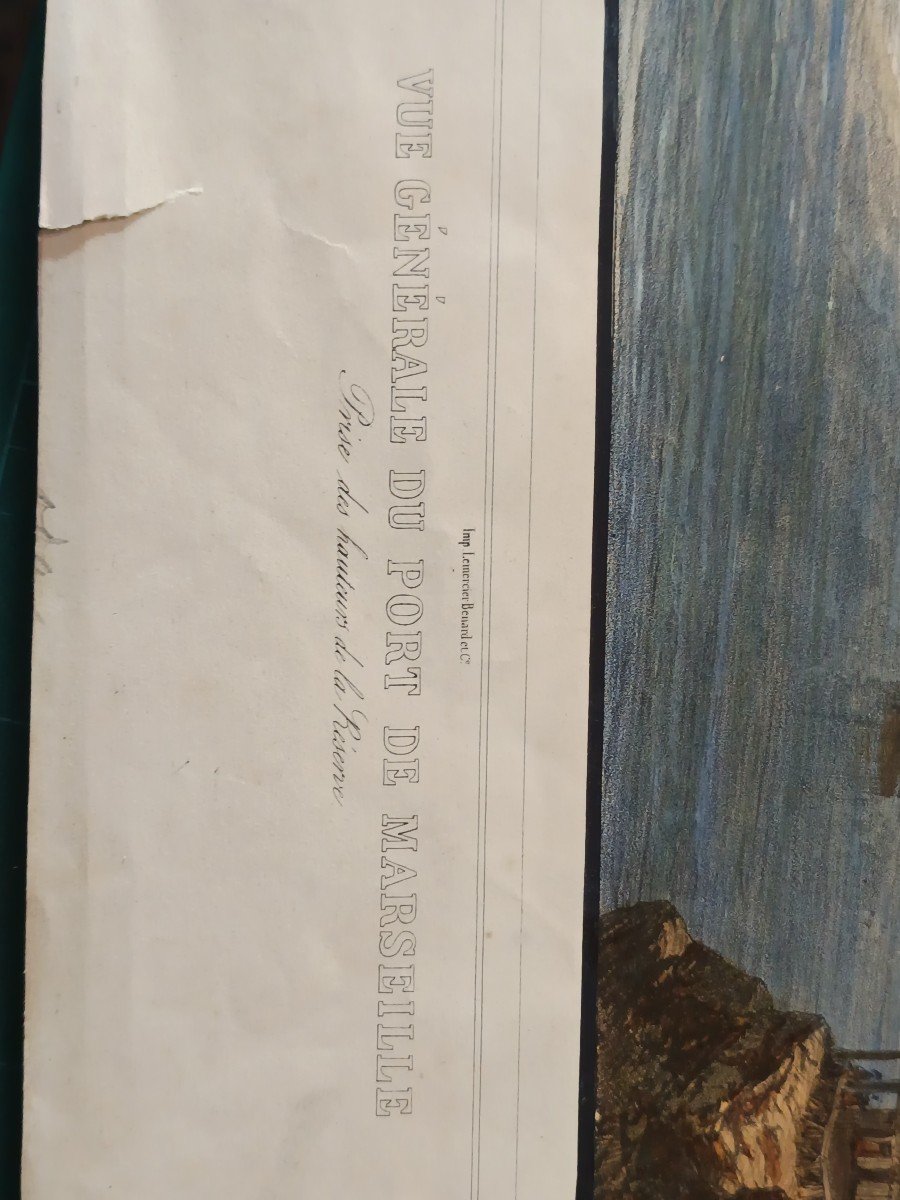 Imp. Lemercier Benard et Cie
VUE GÉNÉRALE DU PORT DE MARSEILLE
Prise des hauteurs de la Réserve